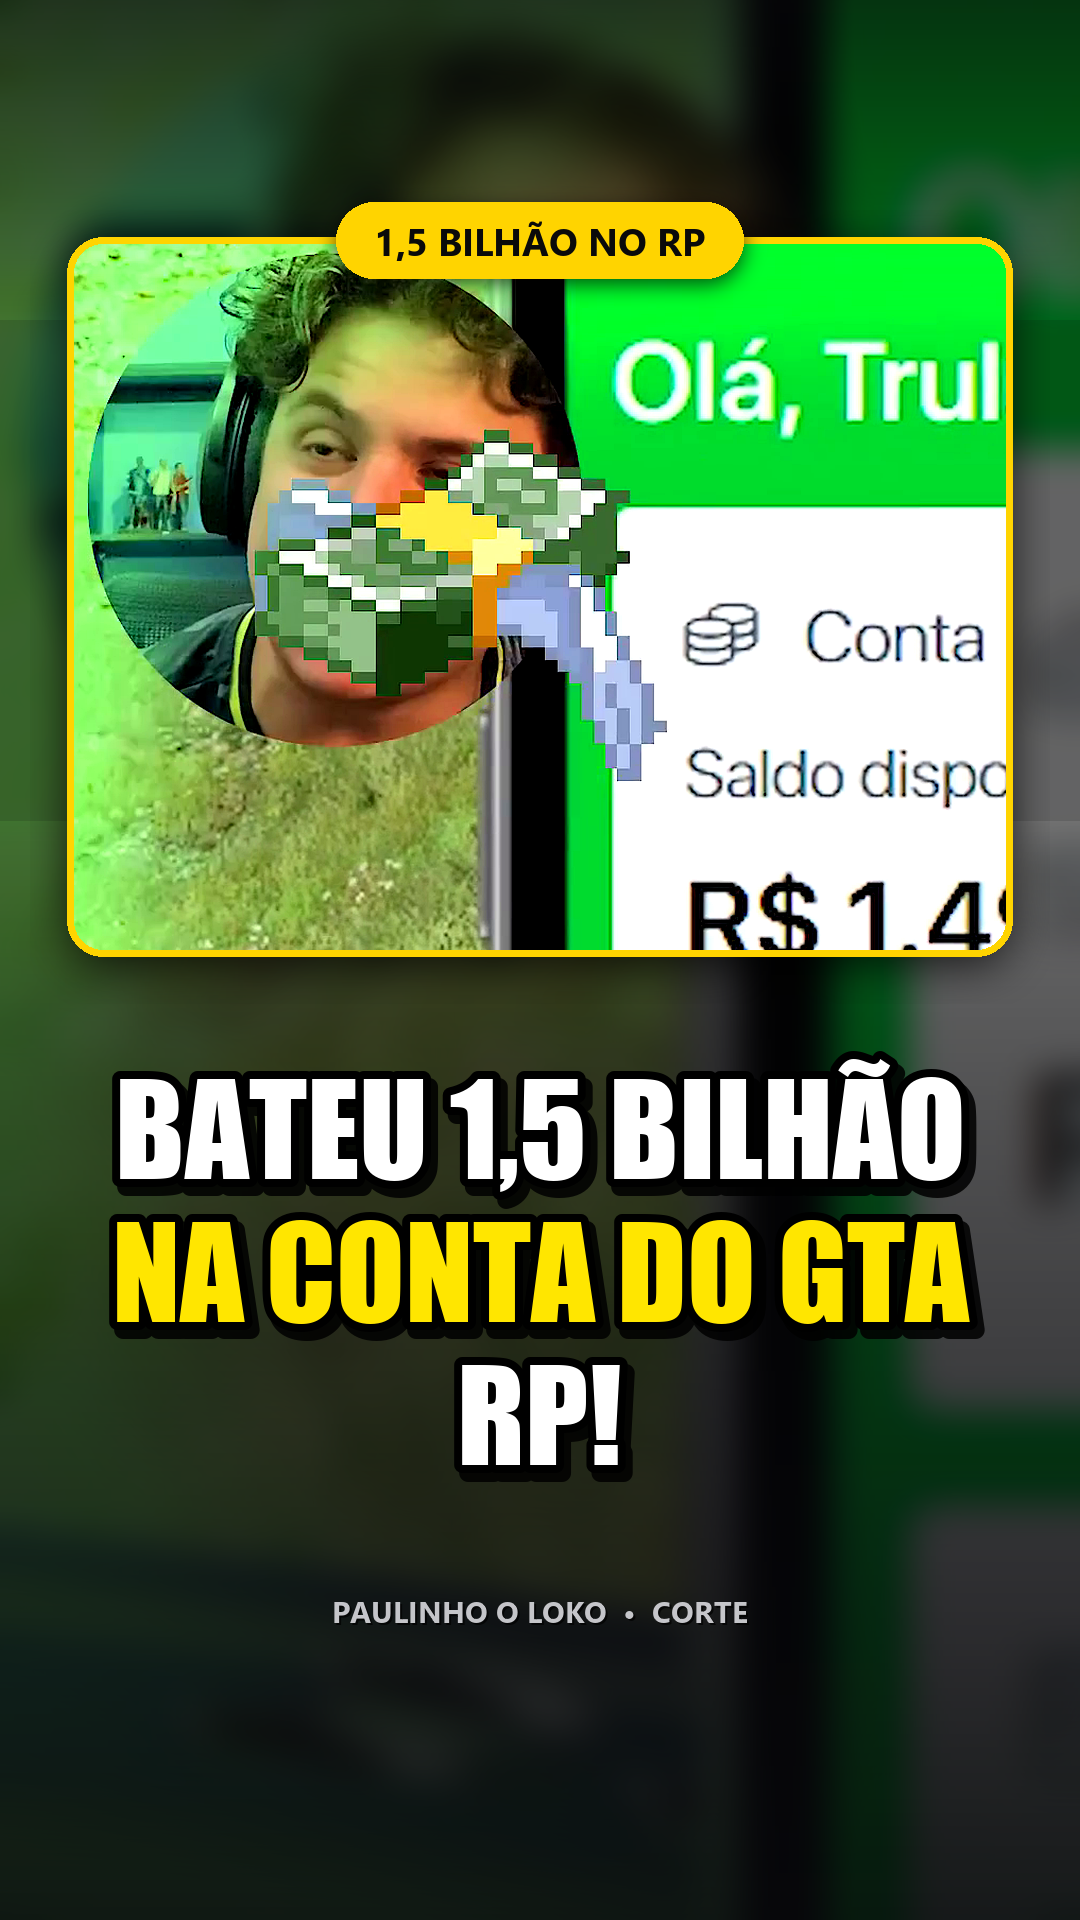 1,5 BILHÃO NO RP
Olá, Trul
Conta
Saldo dispo
R$ 1.49
BATEU 1,5 BILHÃO
NA CONTA DO GTA
RP!
PAULINHO O LOKO • CORTE